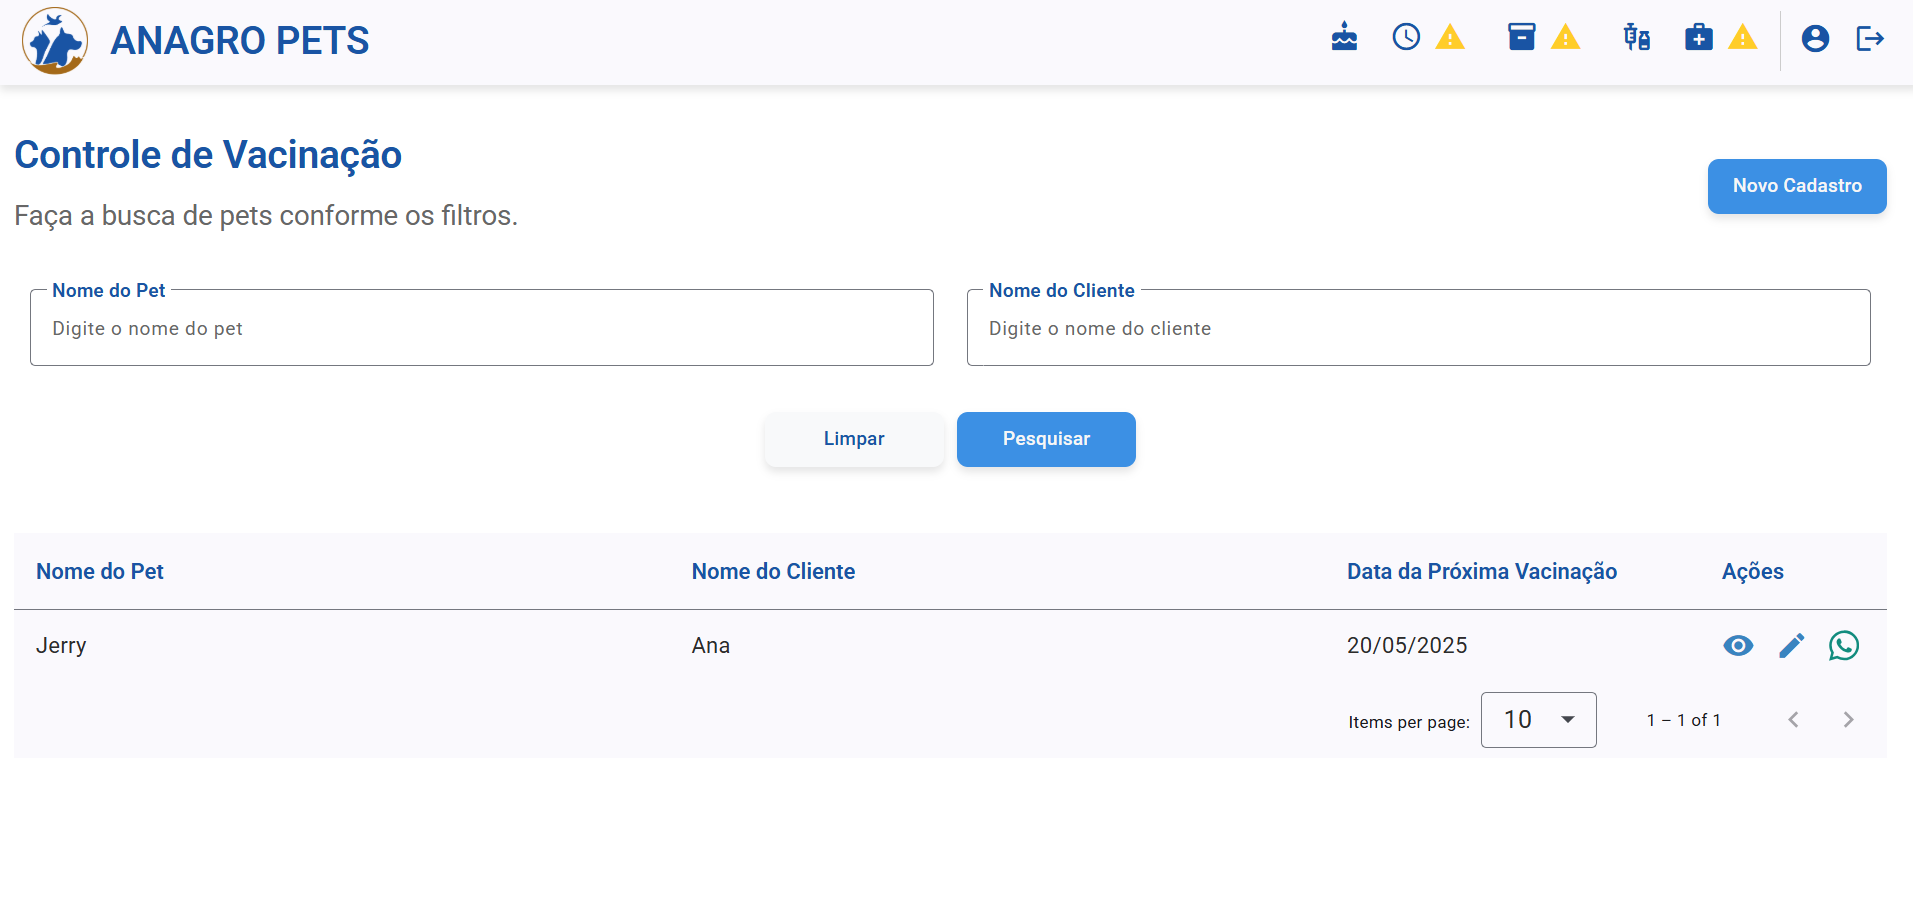 ANAGRO PETS
Controle de Vacinação
Faça a busca de pets conforme os filtros.
Novo Cadastro
Nome do Pet
Digite o nome do pet
Nome do Cliente
Digite o nome do cliente
Limpar
Pesquisar
Nome do Pet Nome do Cliente Data da Próxima Vacinação Ações
Jerry Ana 20/05/2025
Items per page: 10 1 – 1 of 1